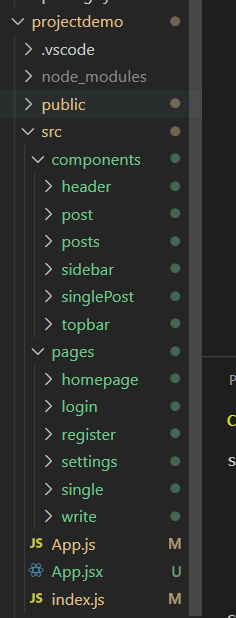 projectdemo
.vscode
node_modules
public
src
components
header
post
posts
sidebar
singlePost
topbar
pages
homepage
login
register
settings
single
write
JS App.js M
App.jsx U
JS index.js M